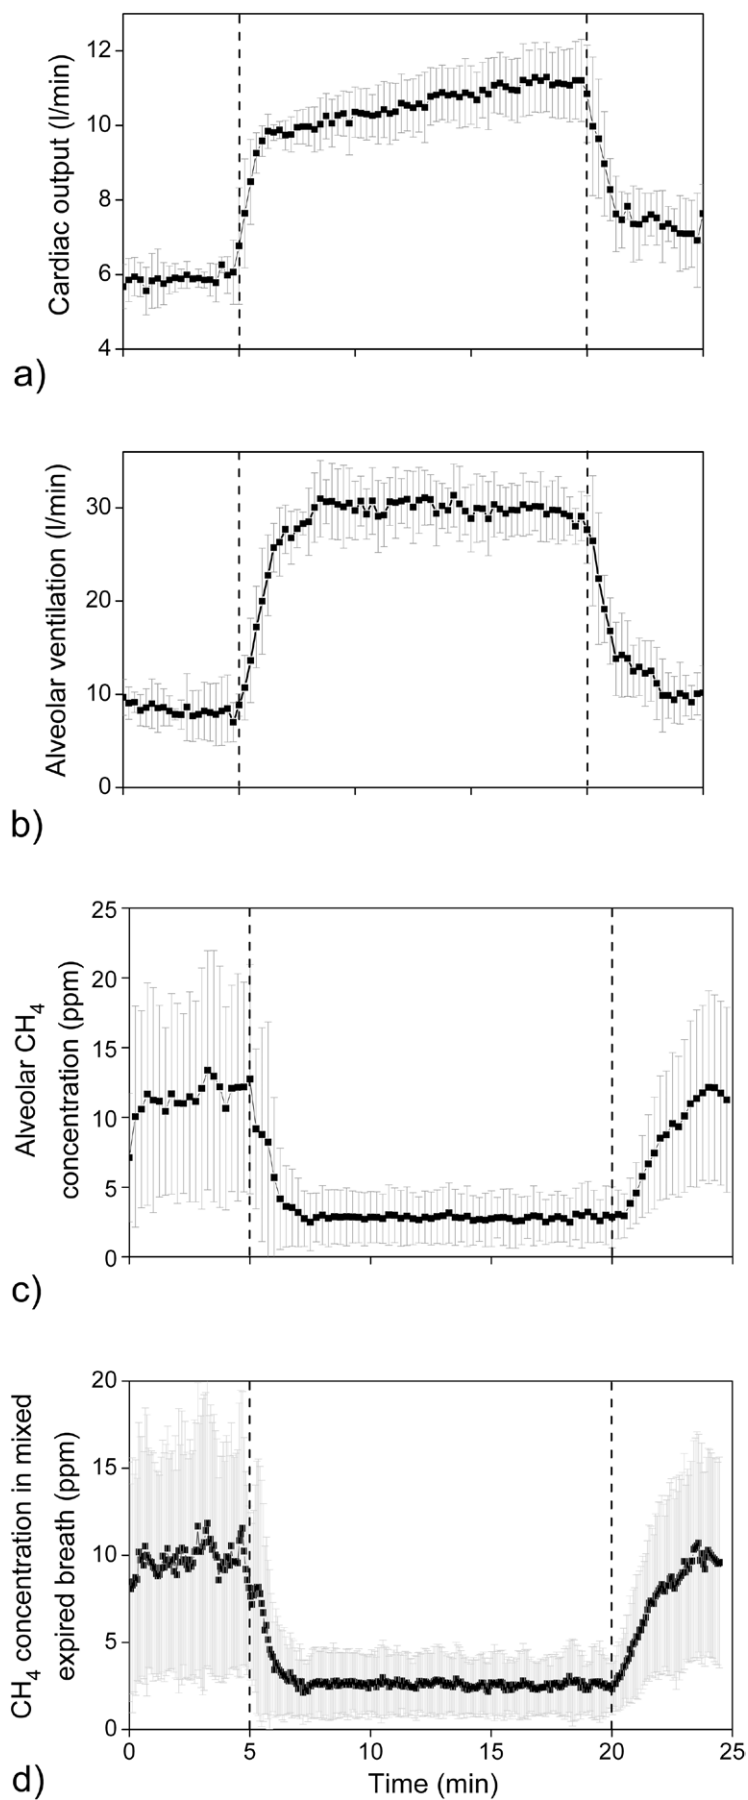 12
10
8
6
4
Cardiac output (l/min)
a)
30
20
10
0
Alveolar ventilation (l/min)
b)
25
20
15
10
5
0
Alveolar CH4
concentration (ppm)
c)
20
15
10
5
0
CH4 concentration in mixed
expired breath (ppm)
0 5 10 15 20 25
Time (min)
d)